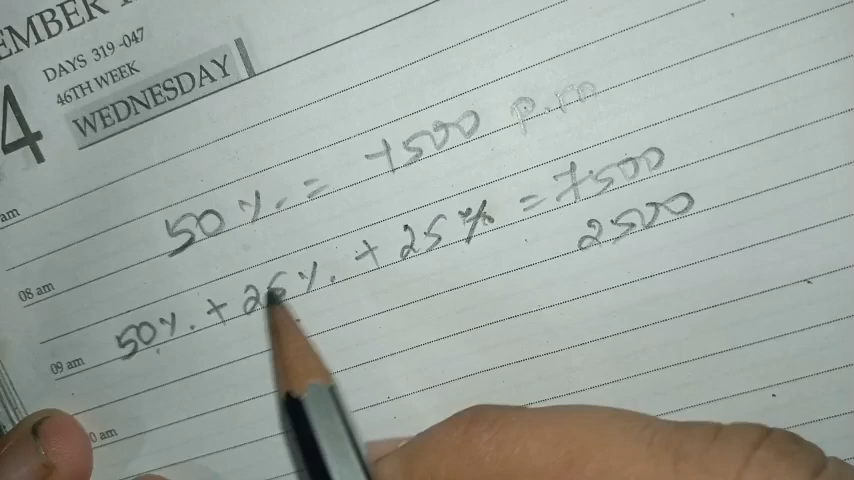 EMBER
4
DAYS 319-047
46TH WEEK
WEDNESDAY
am
50%. = 7500 p.m
08 am
50%. + 25%. + 25% = 7500
2500
09 am
0 am